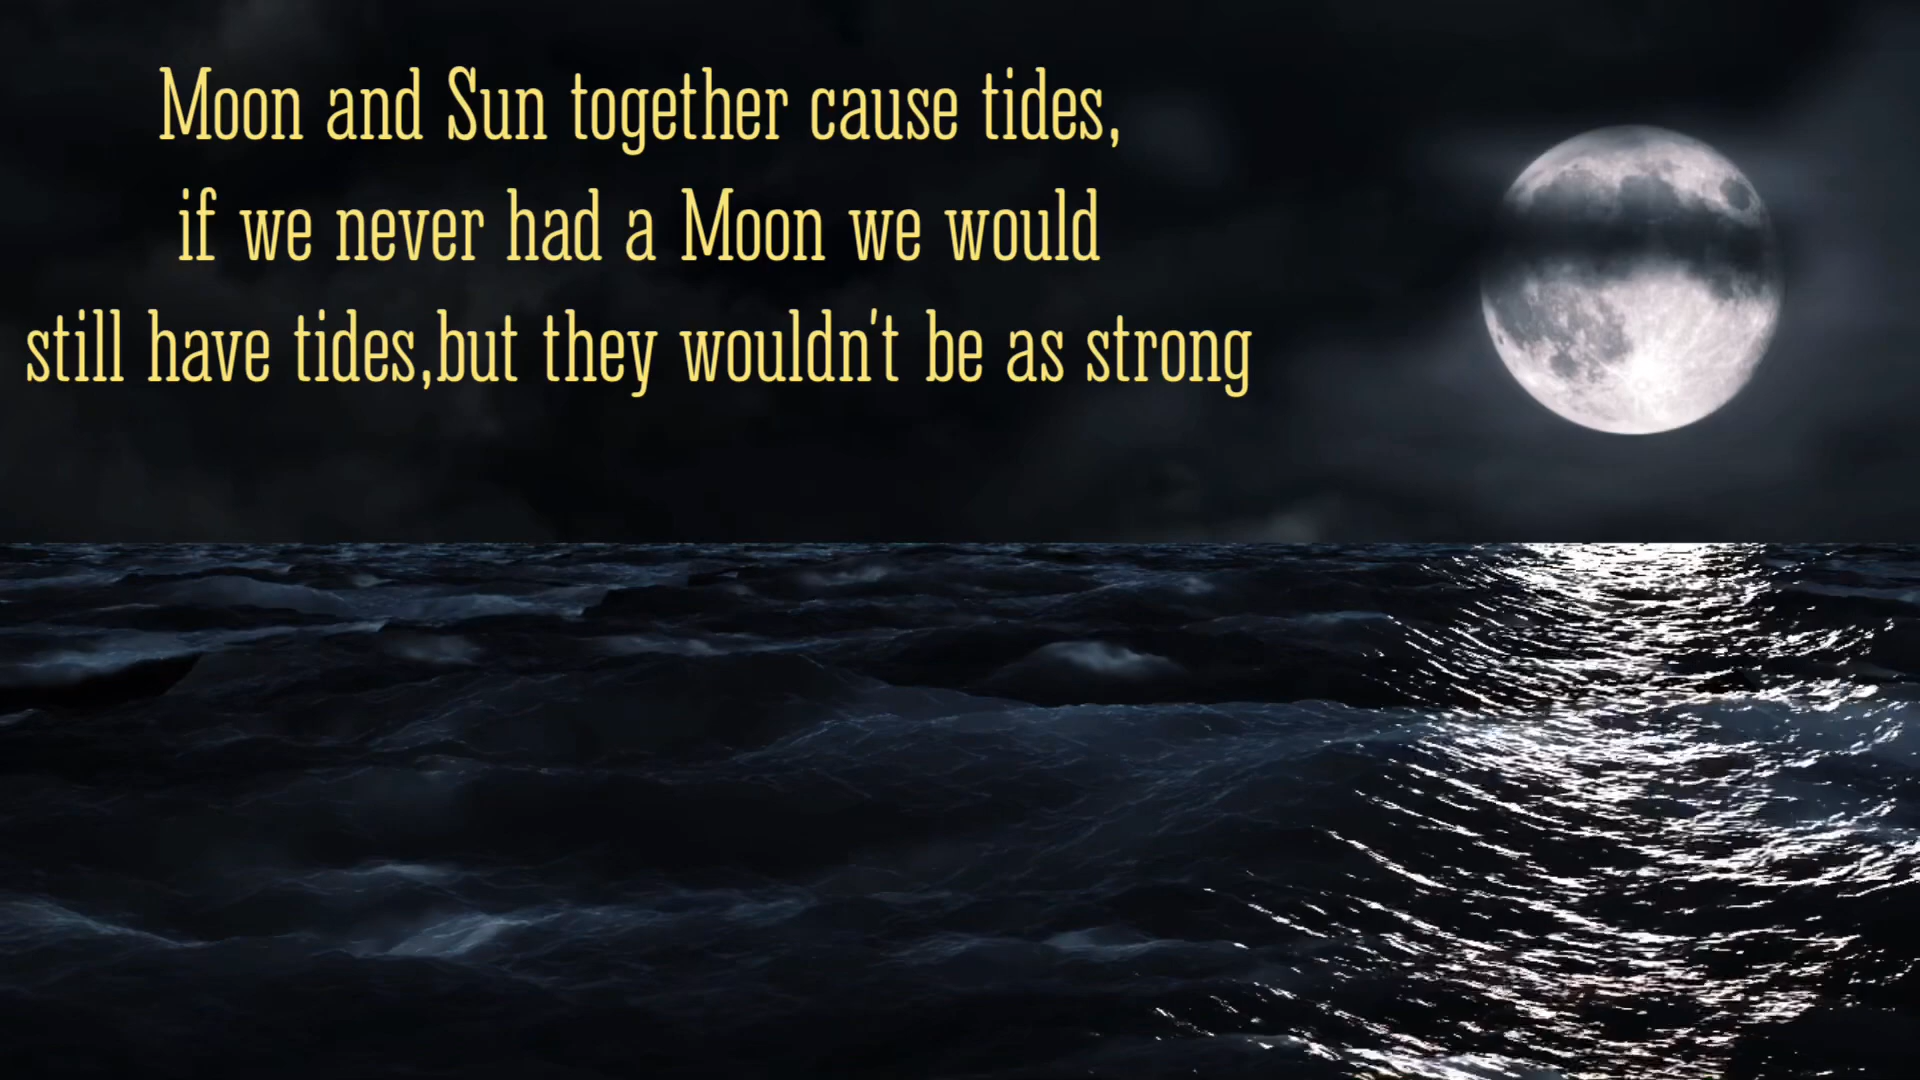 Moon and Sun together cause tides,
if we never had a Moon we would
still have tides,but they wouldn't be as strong